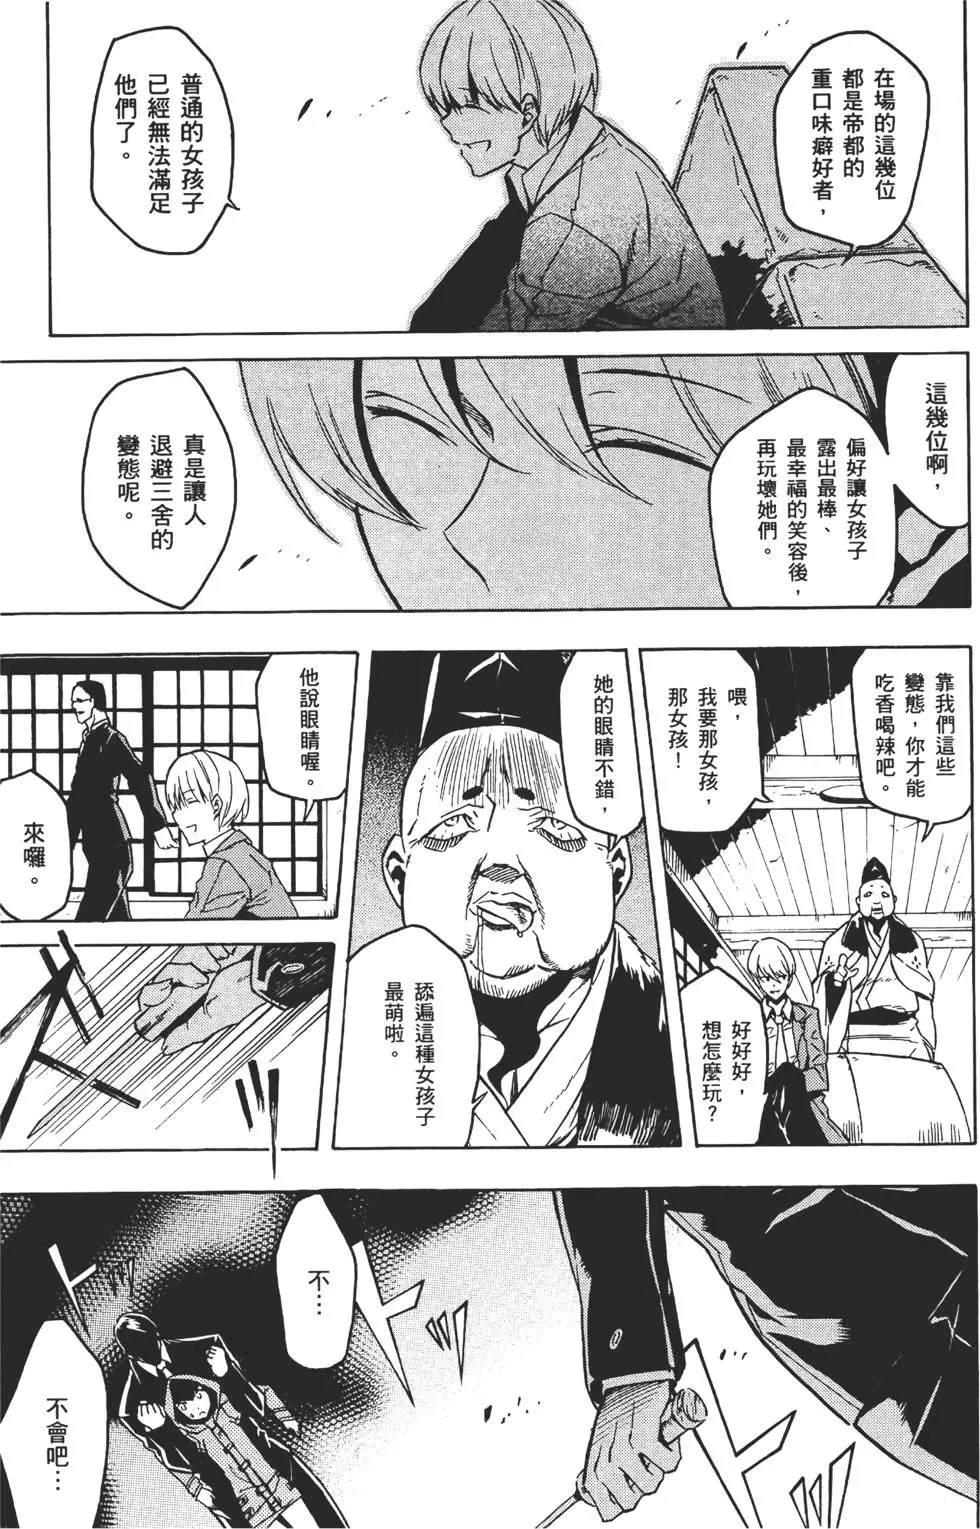 在場的這幾位
都是帝都的
重口味癖好者，
普通的女孩子
已經無法滿足
他們了。
這幾位啊，
偏好讓女孩子
露出最棒、
最幸福的笑容後，
再玩壞她們。
真是讓人
退避三舍的
變態呢。
靠我們這些
變態，你才能
吃香喝辣吧。
喂，
我要那女孩，
那女孩！
好好好，
想怎麼玩？
她的眼睛不錯，
舔遍這種女孩子
最萌啦。
他說眼睛喔。
來囉。
不…
不會吧…